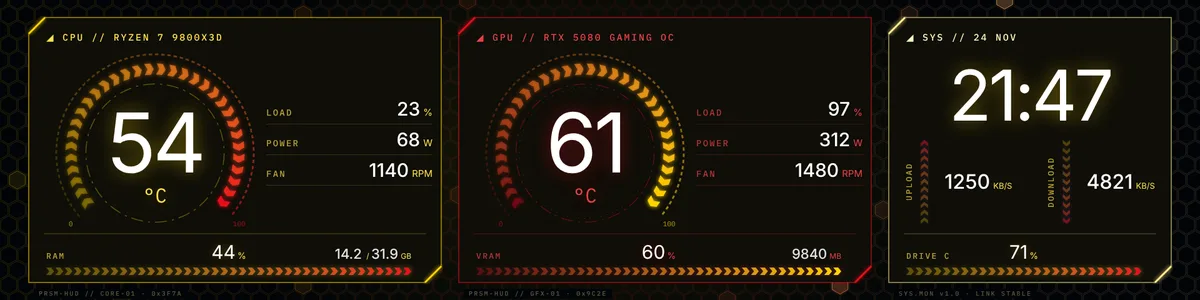 CPU // RYZEN 7 9800X3D
54
°C
0
100
LOAD 23 %
POWER 68 W
FAN 1140 RPM
RAM 44 % 14.2 / 31.9 GB
PRSM-HUD // CORE-01 · 0x3F7A
GPU // RTX 5080 GAMING OC
61
°C
0
100
LOAD 97 %
POWER 312 W
FAN 1480 RPM
VRAM 60 % 9840 MB
PRSM-HUD // GFX-01 · 0x9C2E
SYS // 24 NOV
21:47
UPLOAD 1250 KB/S
DOWNLOAD 4821 KB/S
DRIVE C 71 %
SYS.MON v1.0 · LINK STABLE